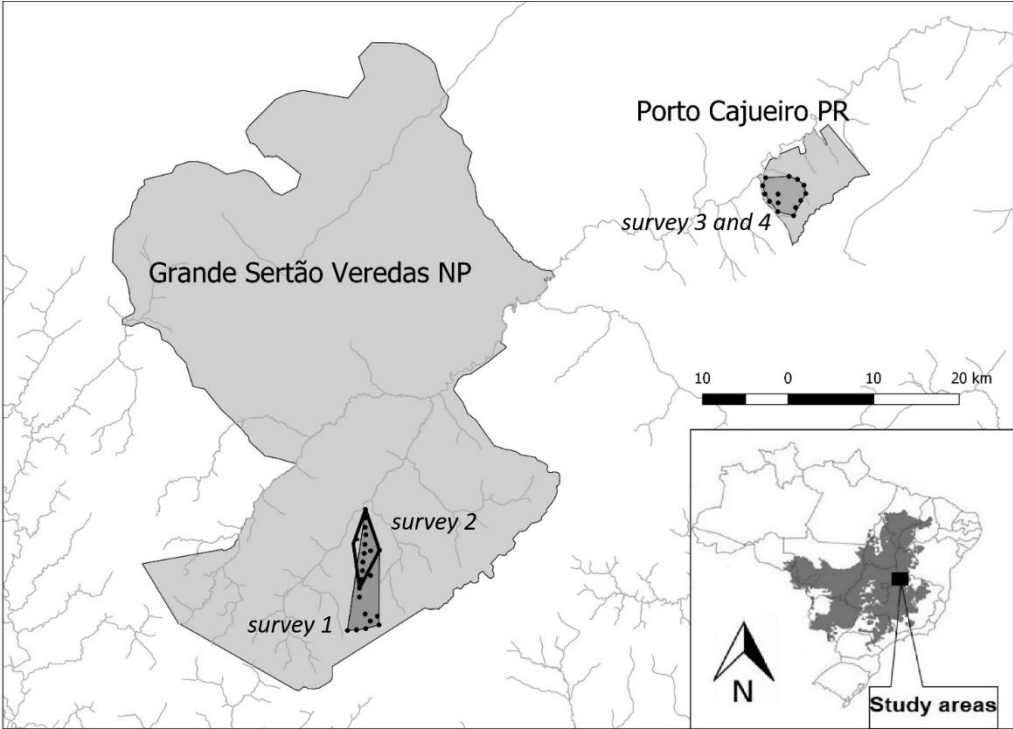 Porto Cajueiro PR
survey 3 and 4
Grande Sertão Veredas NP
10 0 10 20 km
survey 2
survey 1
N
Study areas